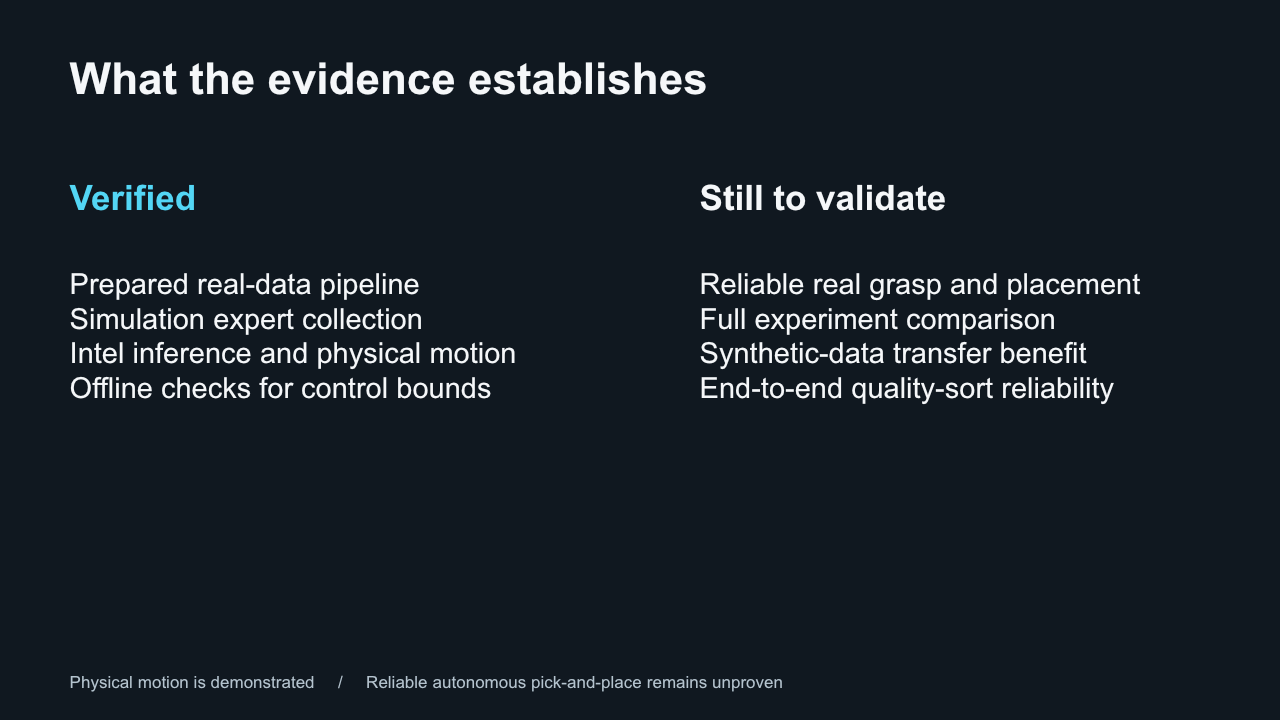 What the evidence establishes
Verified
Prepared real-data pipeline
Simulation expert collection
Intel inference and physical motion
Offline checks for control bounds
Still to validate
Reliable real grasp and placement
Full experiment comparison
Synthetic-data transfer benefit
End-to-end quality-sort reliability
Physical motion is demonstrated / Reliable autonomous pick-and-place remains unproven